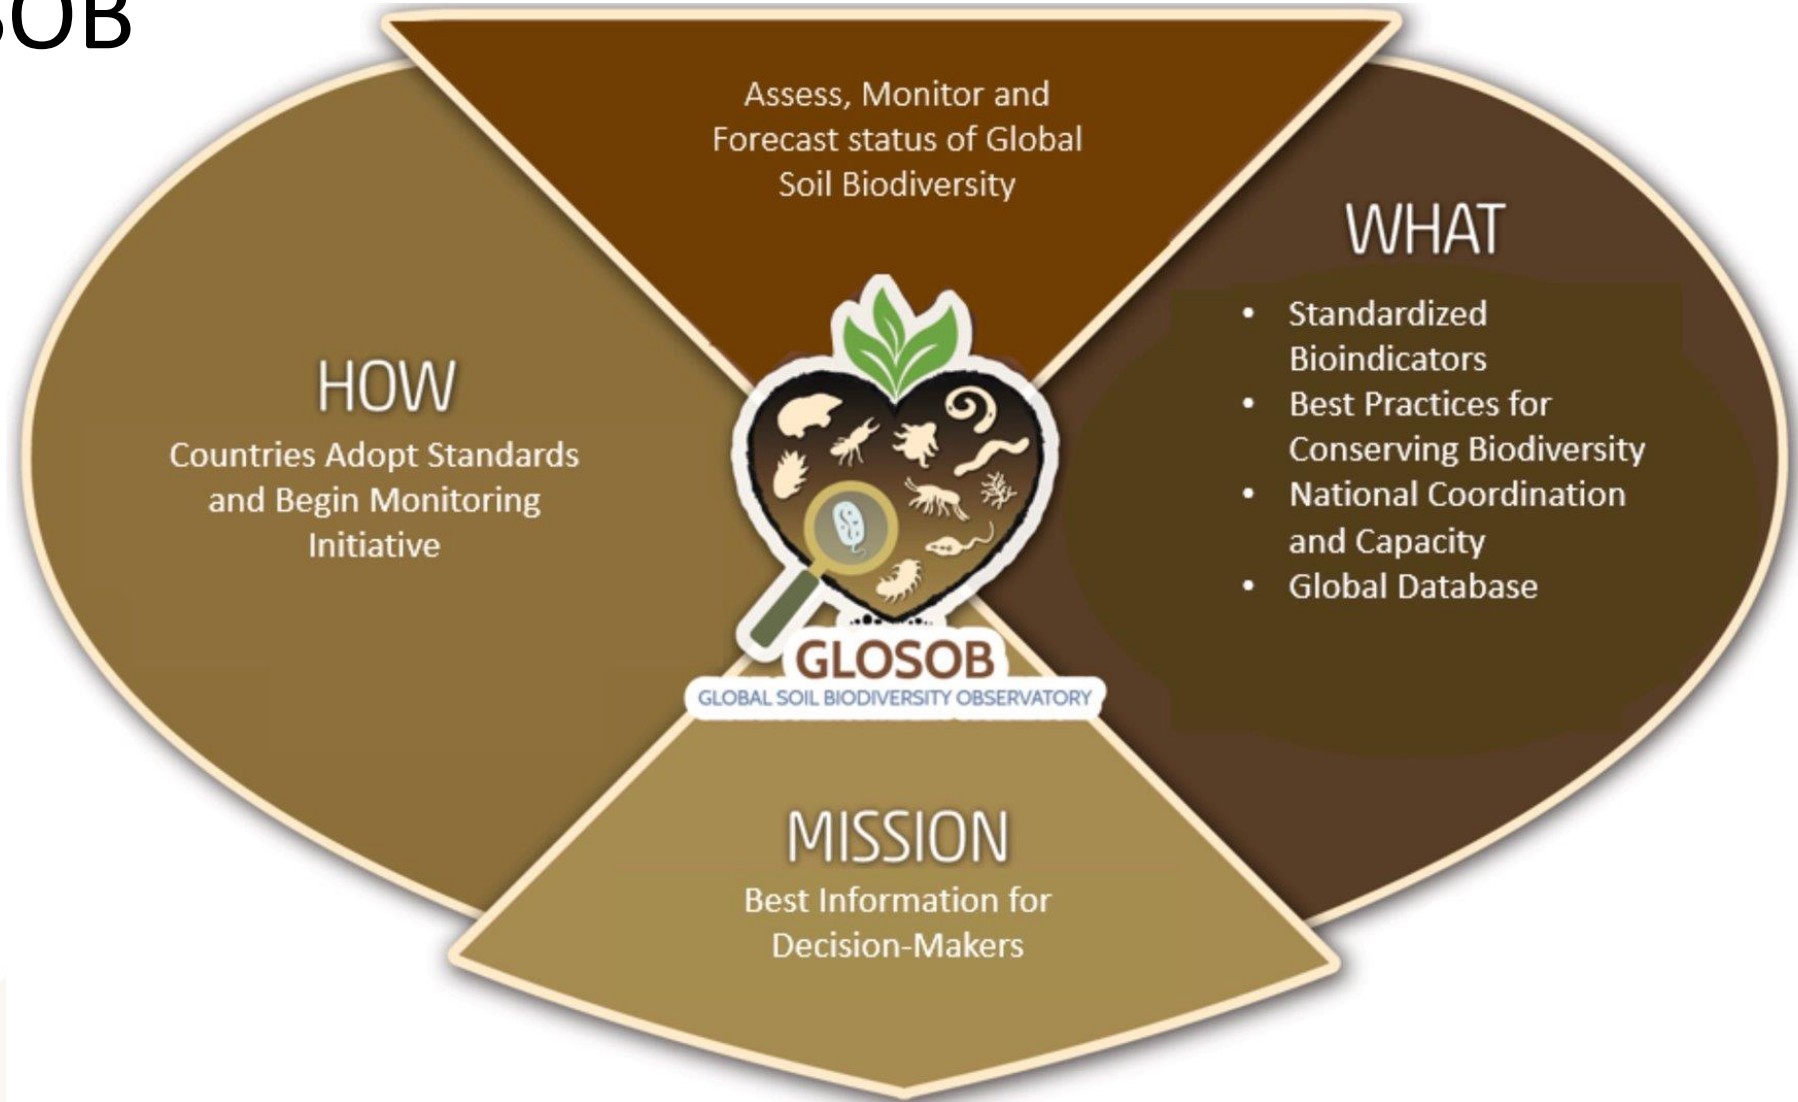 SOB
Assess, Monitor and
Forecast status of Global
Soil Biodiversity
HOW
Countries Adopt Standards
and Begin Monitoring
Initiative
WHAT
• Standardized
Bioindicators
• Best Practices for
Conserving Biodiversity
• National Coordination
and Capacity
• Global Database
GLOSOB
GLOBAL SOIL BIODIVERSITY OBSERVATORY
MISSION
Best Information for
Decision-Makers